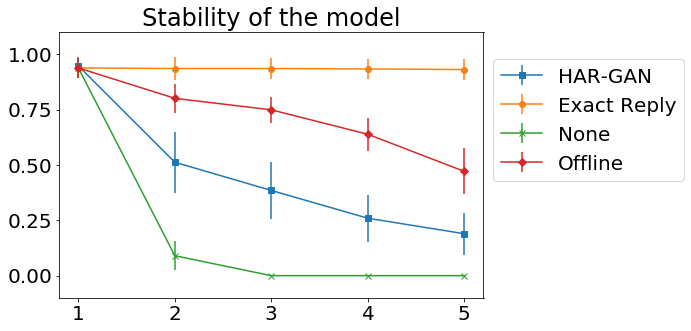 Stability of the model
1.00
0.75
0.50
0.25
0.00
1 2 3 4 5
HAR-GAN
Exact Reply
None
Offline